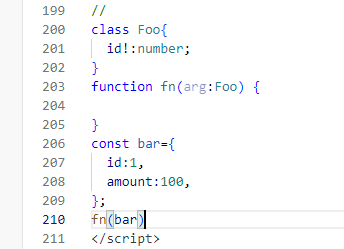 199 //
200 class Foo{
201 id!:number;
202 }
203 function fn(arg:Foo) {
204
205 }
206 const bar={
207 id:1,
208 amount:100,
209 };
210 fn(bar)
211 </script>